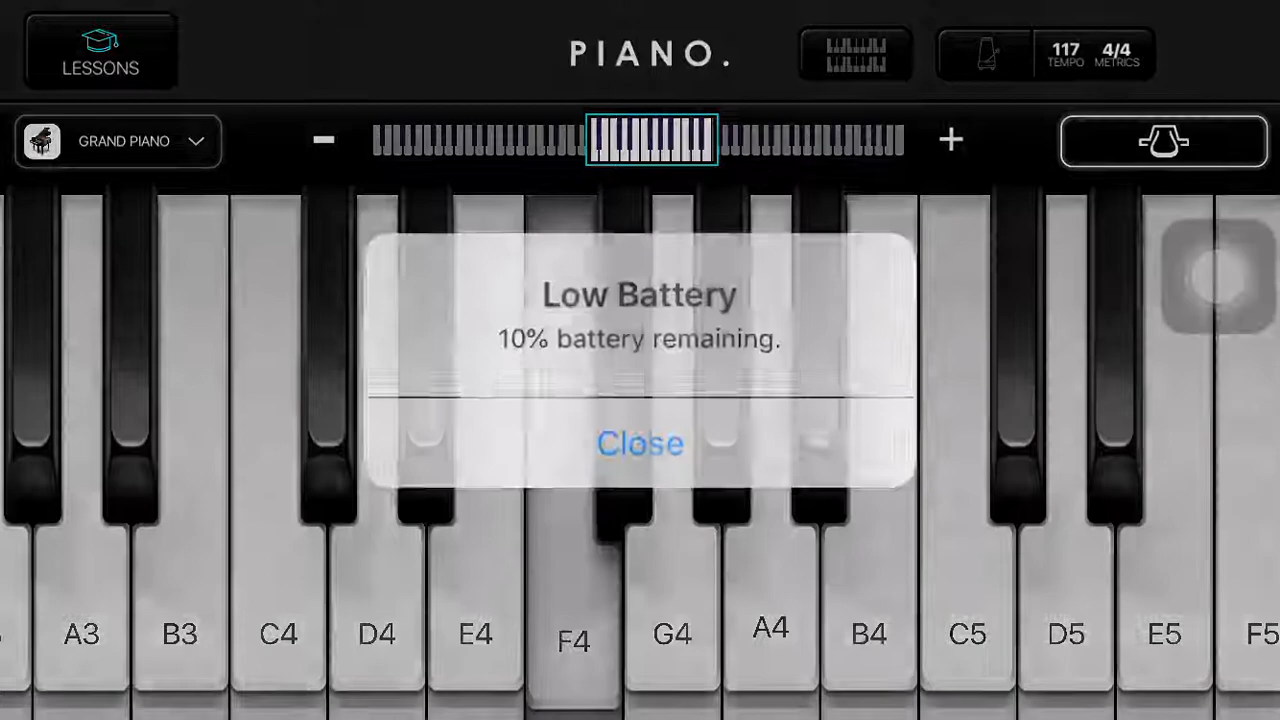 LESSONS
PIANO.
117 4/4
TEMPO METRICS
GRAND PIANO
-
+
Low Battery
10% battery remaining.
Close
A3 B3 C4 D4 E4 F4 G4 A4 B4 C5 D5 E5 F5